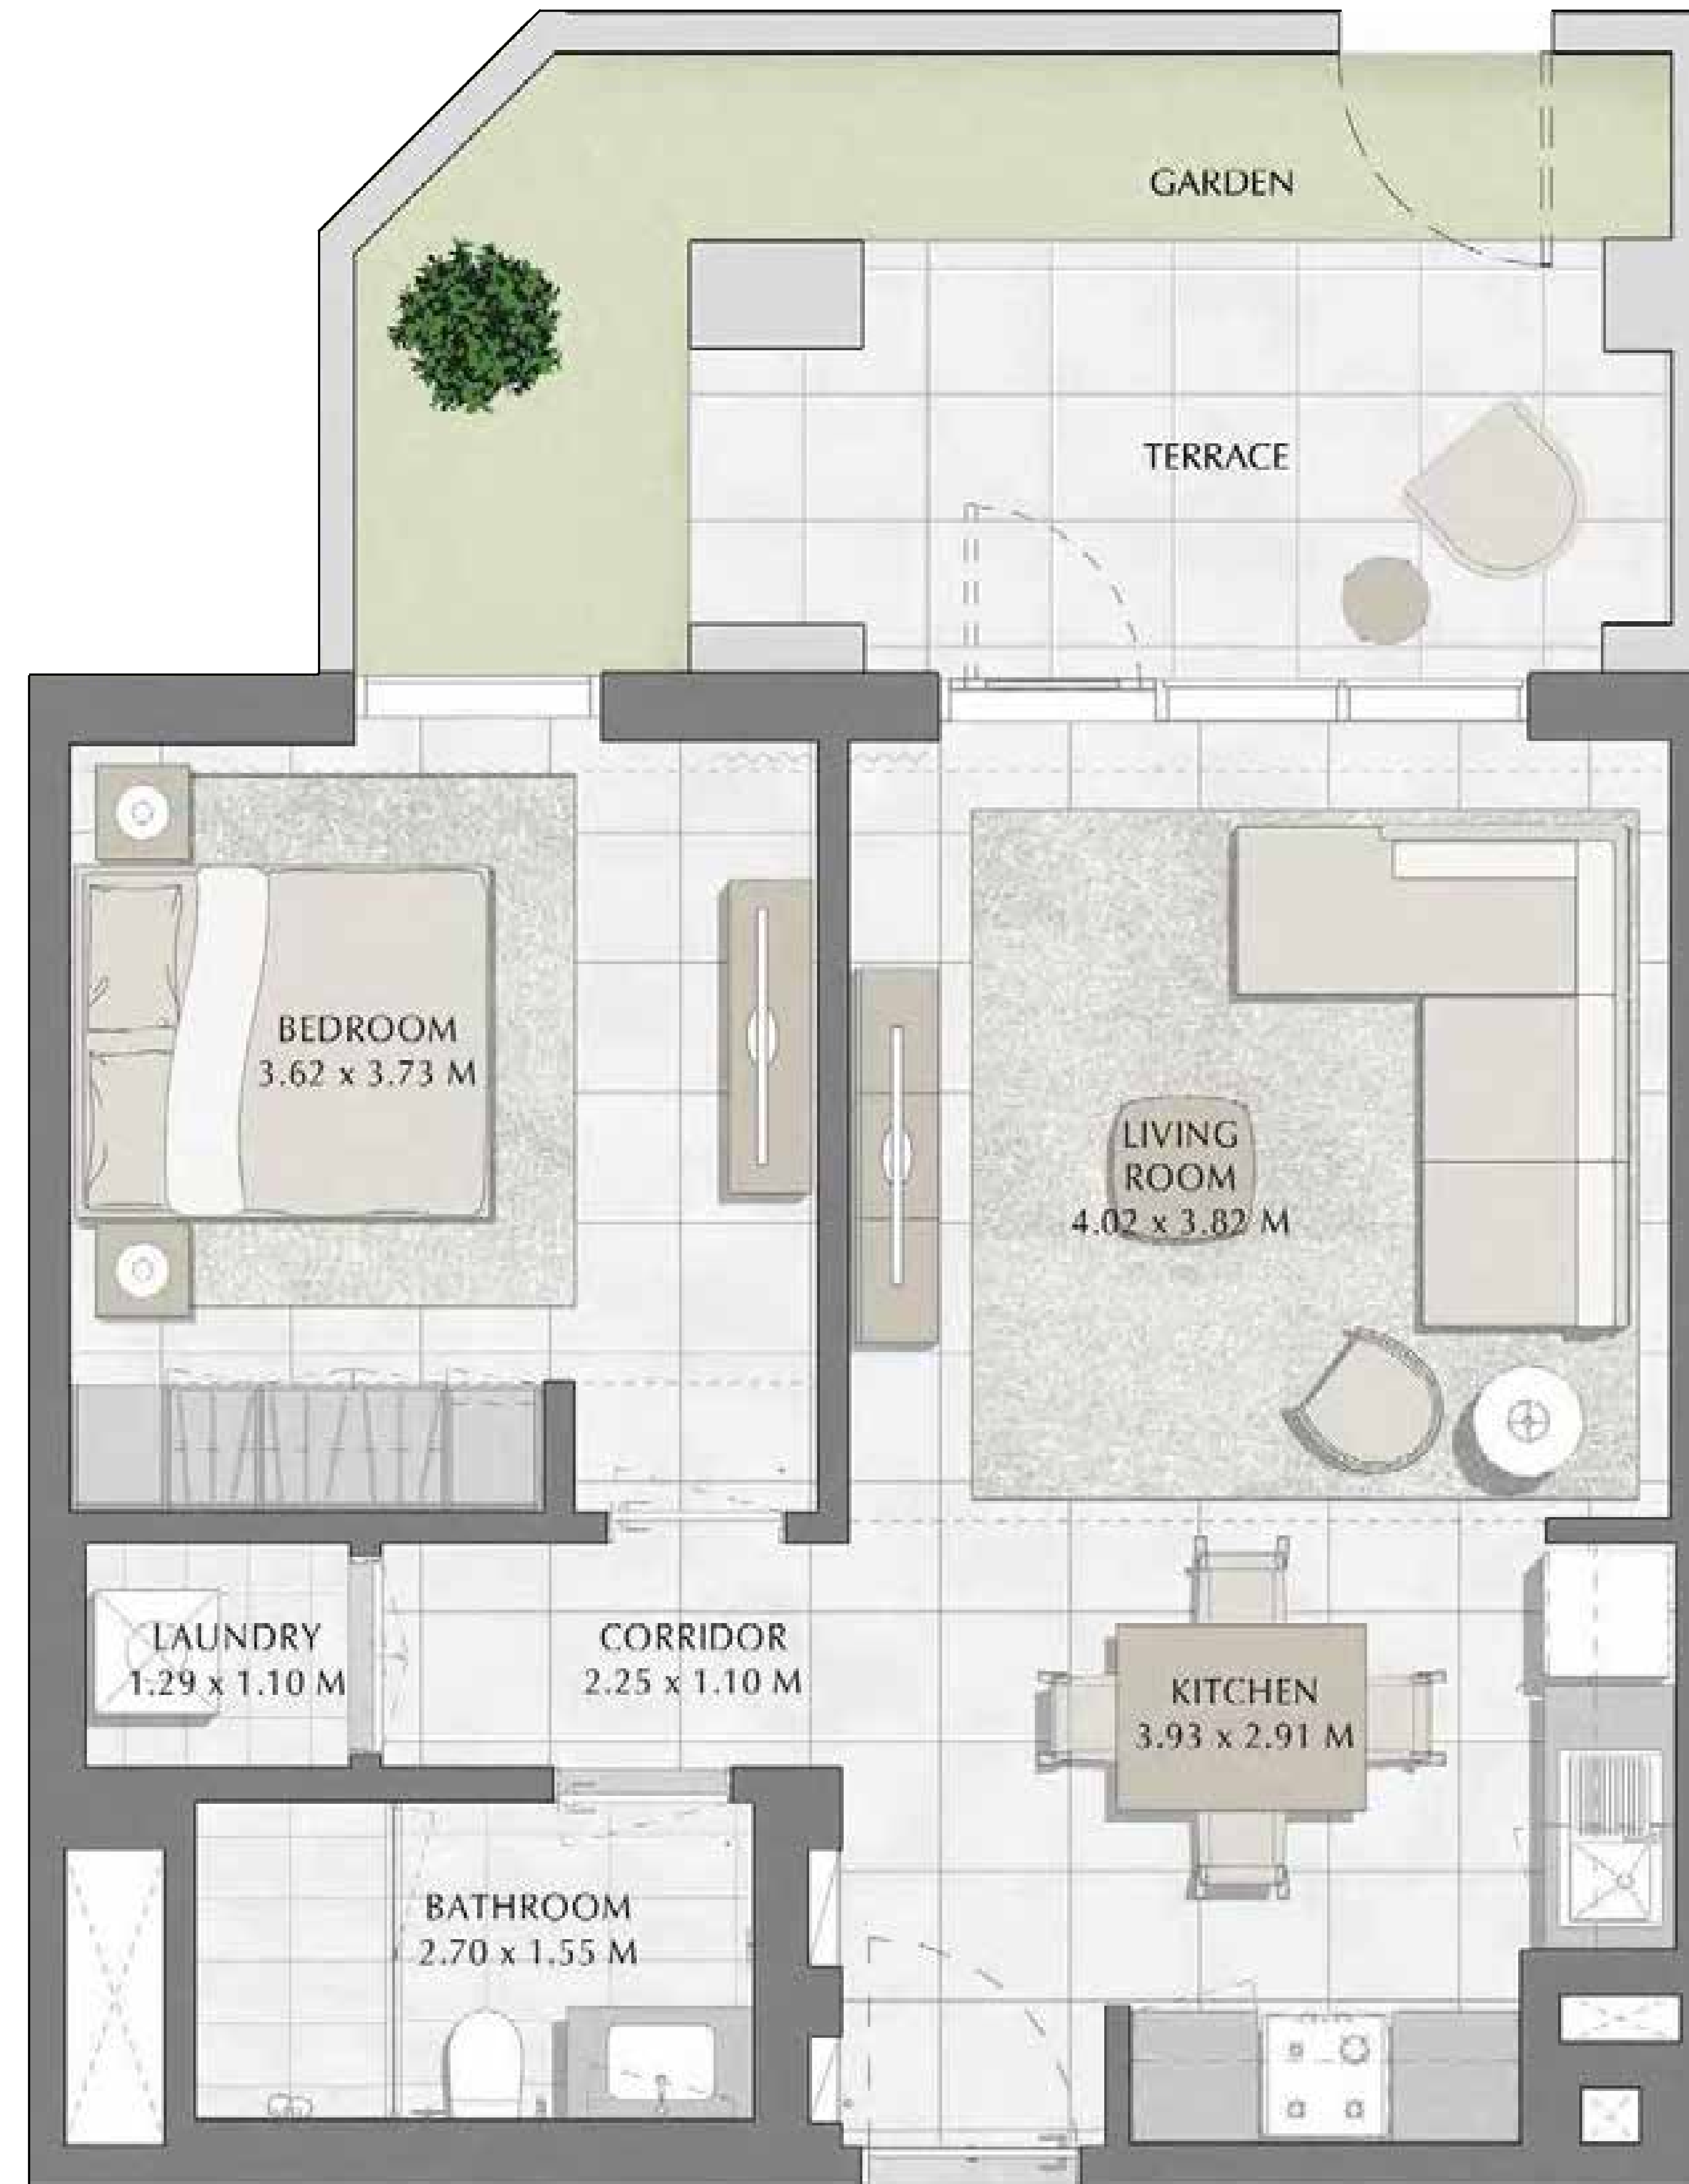 GARDEN
TERRACE
BEDROOM
3.62 x 3.73 M
LIVING
ROOM
4.02 x 3.82 M
LAUNDRY
1.29 x 1.10 M
CORRIDOR
2.25 x 1.10 M
KITCHEN
3.93 x 2.91 M
BATHROOM
2.70 x 1.55 M